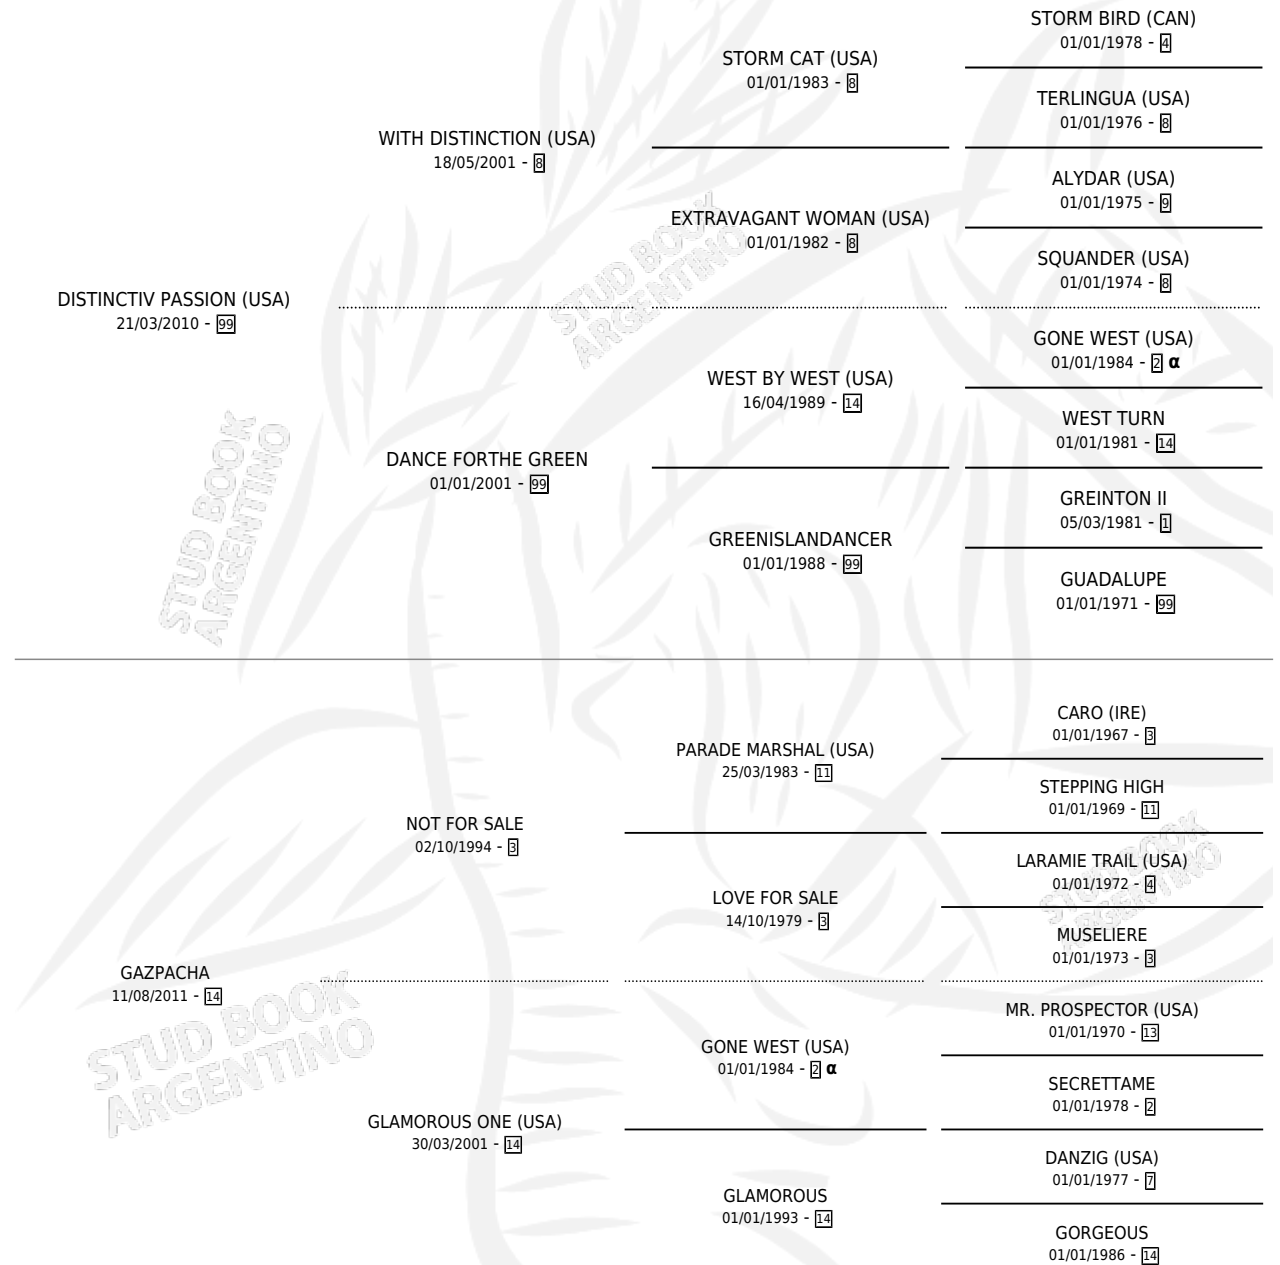 STORM BIRD (CAN)
01/01/1978 - 4
STORM CAT (USA)
01/01/1983 - 8
TERLINGUA (USA)
01/01/1976 - 8
WITH DISTINCTION (USA)
18/05/2001 - 8
ALYDAR (USA)
01/01/1975 - 9
EXTRAVAGANT WOMAN (USA)
01/01/1982 - 8
SQUANDER (USA)
01/01/1974 - 8
DISTINCTIV PASSION (USA)
21/03/2010 - 99
GONE WEST (USA)
01/01/1984 - 2 α
WEST BY WEST (USA)
16/04/1989 - 14
WEST TURN
01/01/1981 - 14
DANCE FORTHE GREEN
01/01/2001 - 99
GREINTON II
05/03/1981 - 1
GREENISLANDANCER
01/01/1988 - 99
GUADALUPE
01/01/1971 - 99
CARO (IRE)
01/01/1967 - 3
PARADE MARSHAL (USA)
25/03/1983 - 11
STEPPING HIGH
01/01/1969 - 11
NOT FOR SALE
02/10/1994 - 3
LARAMIE TRAIL (USA)
01/01/1972 - 4
LOVE FOR SALE
14/10/1979 - 3
MUSELIERE
01/01/1973 - 3
GAZPACHA
11/08/2011 - 14
MR. PROSPECTOR (USA)
01/01/1970 - 13
GONE WEST (USA)
01/01/1984 - 2 α
SECRETTAME
01/01/1978 - 2
GLAMOROUS ONE (USA)
30/03/2001 - 14
DANZIG (USA)
01/01/1977 - 7
GLAMOROUS
01/01/1993 - 14
GORGEOUS
01/01/1986 - 14
STUD BOOK
ARGENTINO
STUD BOOK
ARGENTINO
STUD BOOK
ARGENTINO
STUD BOOK
ARGENTINO